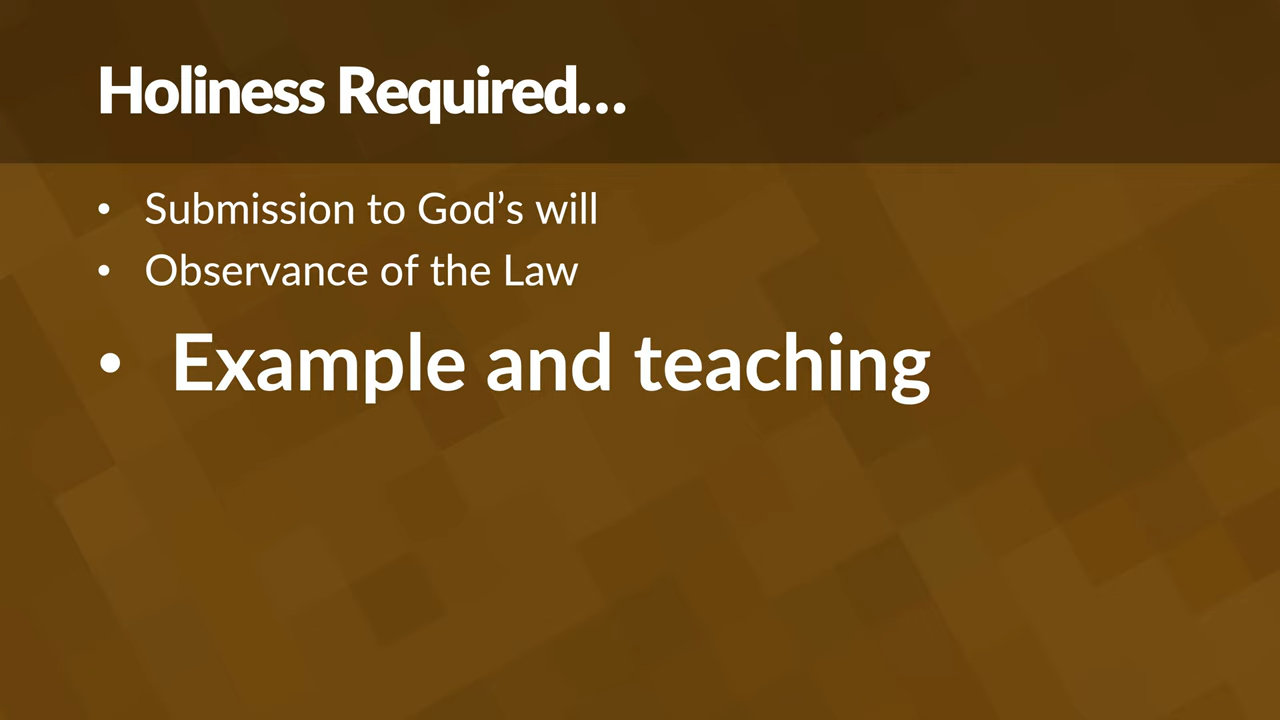 Holiness Required…
• Submission to God’s will
• Observance of the Law
• Example and teaching